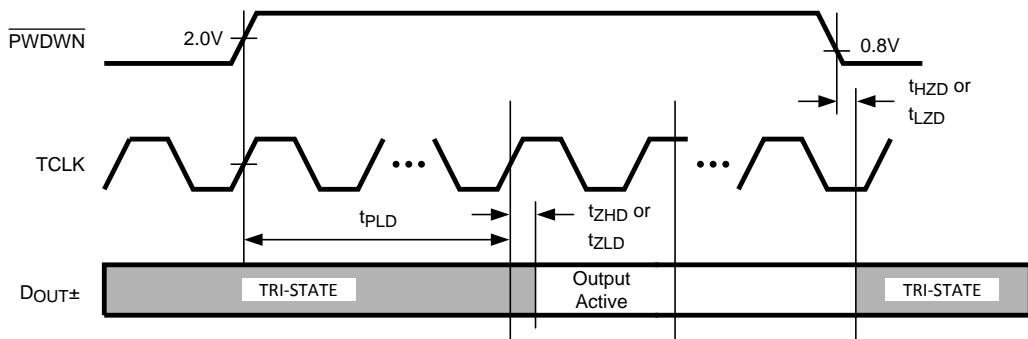 PWDWN
2.0V
0.8V
tHZD or
tLZD
TCLK
•••
•••
tPLD
tZHD or
tZLD
DOUT±
TRI-STATE
Output
Active
TRI-STATE